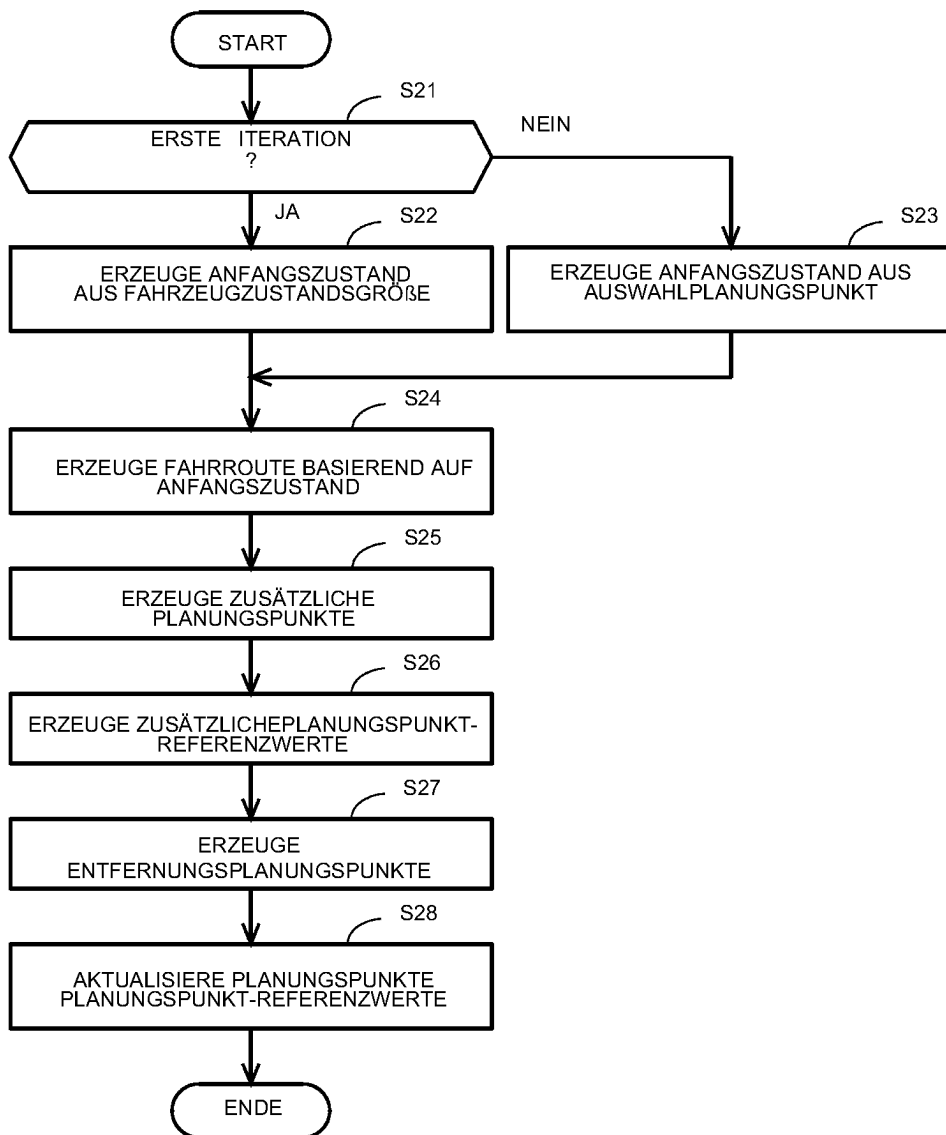 START
S21
ERSTE ITERATION
?
NEIN
JA
S22
ERZEUGE ANFANGSZUSTAND
AUS FAHRZEUGZUSTANDSGRÖßE
S23
ERZEUGE ANFANGSZUSTAND AUS
AUSWAHLPLANUNGSPUNKT
S24
ERZEUGE FAHRROUTE BASIEREND AUF
ANFANGSZUSTAND
S25
ERZEUGE ZUSÄTZLICHE
PLANUNGSPUNKTE
S26
ERZEUGE ZUSÄTZLICHEPLANUNGSPUNKT-
REFERENZWERTE
S27
ERZEUGE
ENTFERNUNGSPLANUNGSPUNKTE
S28
AKTUALISIERE PLANUNGSPUNKTE
PLANUNGSPUNKT-REFERENZWERTE
ENDE